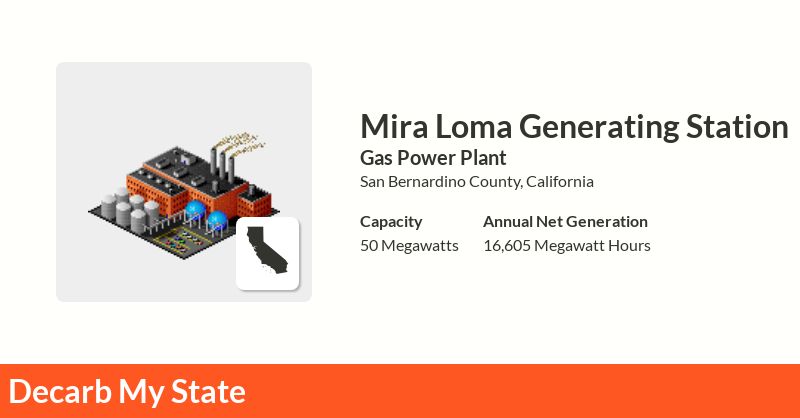 Mira Loma Generating Station
Gas Power Plant
San Bernardino County, California
Capacity
50 Megawatts
Annual Net Generation
16,605 Megawatt Hours
Decarb My State